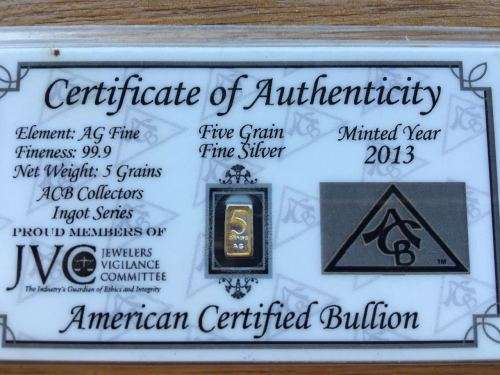 Certificate of Authenticity
Element: AG Fine
Fineness: 99.9
Net Weight: 5 Grains
ACB Collectors
Ingot Series
PROUD MEMBERS OF
JVC JEWELERS
VIGILANCE
COMMITTEE
The Industry's Guardian of Ethics and Integrity
Five Grain
Fine Silver
5
GRAINS
AG
Minted Year
2013
ACB
TM
American Certified Bullion